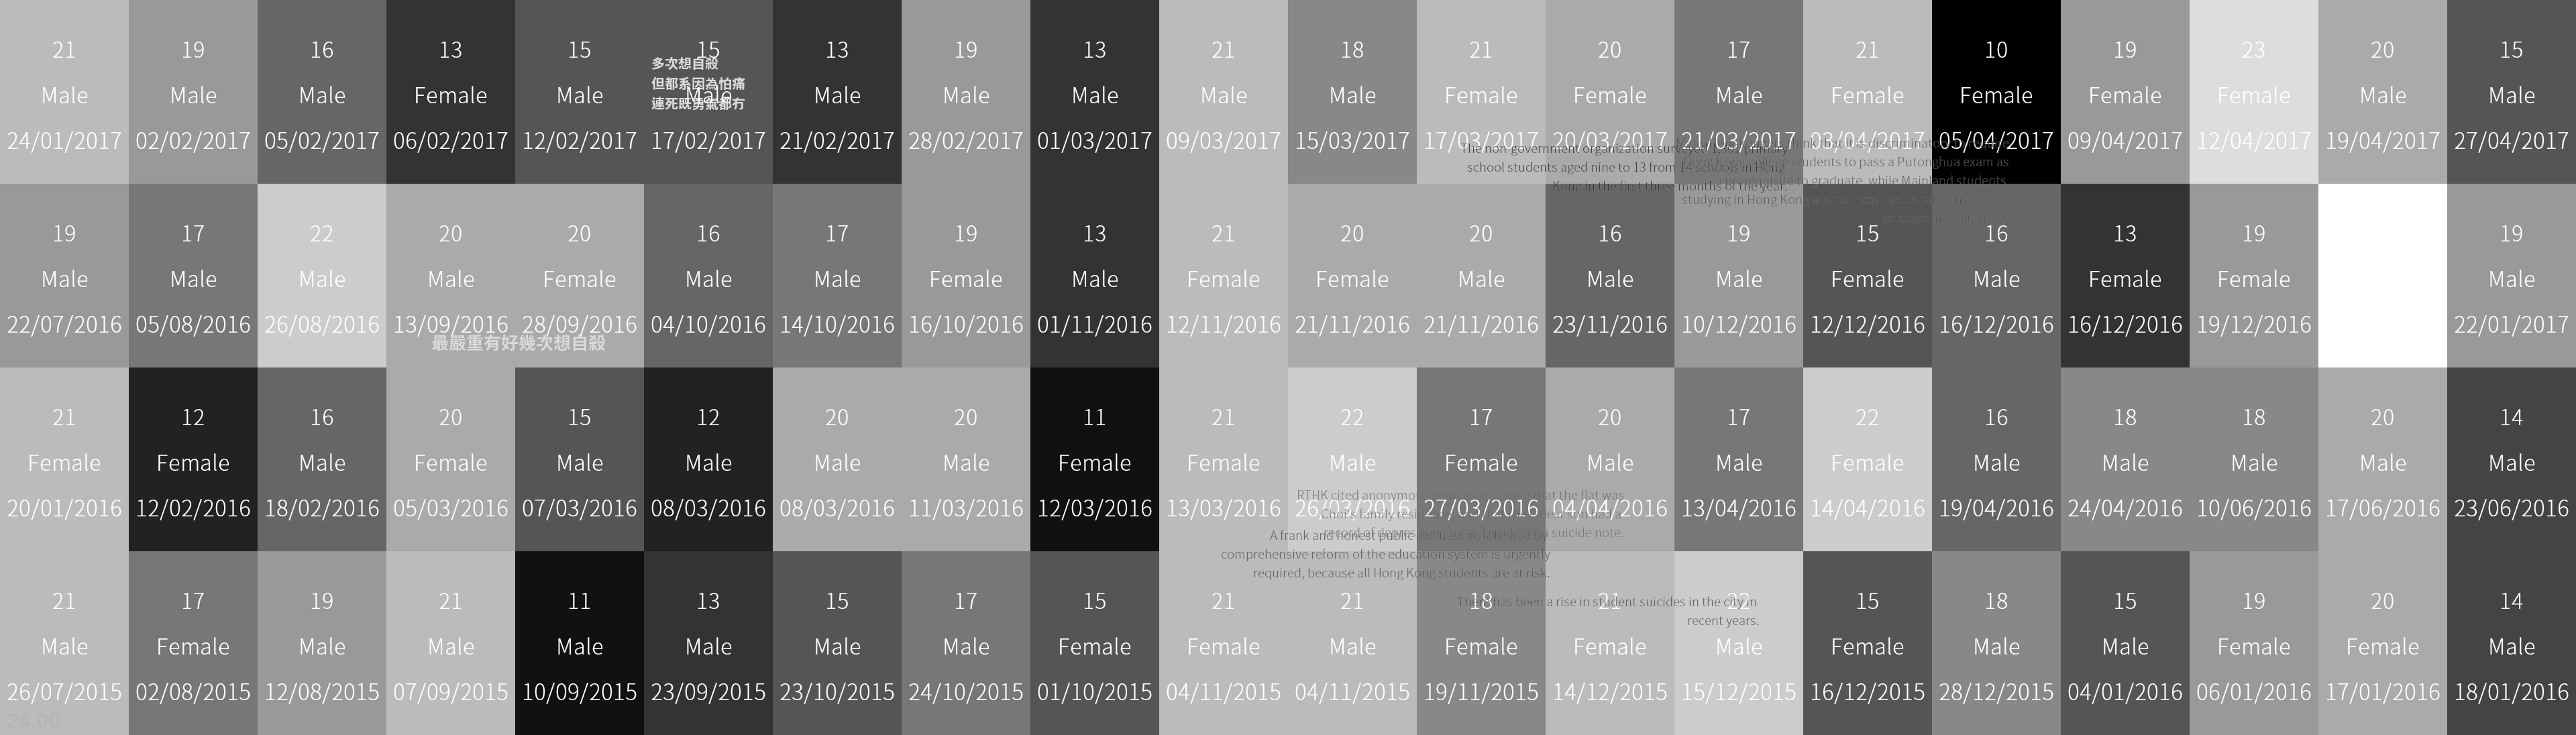 21 19 16 13 15 15 13 19 13 21 18 21 20 17 21 10 19 23 20 15
Male Male Male Female Male Male Male Male Male Male Male Female Female Male Female Female Female Female Male Male
24/01/2017 02/02/2017 05/02/2017 06/02/2017 12/02/2017 17/02/2017 21/02/2017 28/02/2017 01/03/2017 09/03/2017 15/03/2017 17/03/2017 20/03/2017 21/03/2017 03/04/2017 05/04/2017 09/04/2017 12/04/2017 19/04/2017 27/04/2017
多次想自殺
但都系因為怕痛
連死既勇氣都冇
The non-government organization primary
school students aged nine to 13 from 14 schools in Hong
Kong in the first three months of the year.
think that it is
students to pass a Putonghua exam as
to graduate, while Mainland students
studying in Hong Kong
or exam
19 17 22 20 20 16 17 19 13 21 20 20 16 19 15 16 13 19 19
Male Male Male Male Female Male Male Female Male Female Female Male Male Male Female Male Female Female Male
22/07/2016 05/08/2016 26/08/2016 13/09/2016 28/09/2016 04/10/2016 14/10/2016 16/10/2016 01/11/2016 12/11/2016 21/11/2016 21/11/2016 23/11/2016 10/12/2016 12/12/2016 16/12/2016 16/12/2016 19/12/2016 22/01/2017
最嚴重有好幾次想自殺
21 12 16 20 15 12 20 20 11 21 22 17 20 17 22 16 18 18 20 14
Female Female Male Female Male Male Male Male Female Female Male Female Male Male Female Male Male Male Male Male
20/01/2016 12/02/2016 18/02/2016 05/03/2016 07/03/2016 08/03/2016 08/03/2016 11/03/2016 12/03/2016 13/03/2016 26/03/2016 27/03/2016 04/04/2016 13/04/2016 14/04/2016 19/04/2016 24/04/2016 10/06/2016 17/06/2016 23/06/2016
RTHK cited that the flat was
family
a suicide note.
A frank and honest public discussion, followed by
comprehensive reform of the education system is urgently
required, because all Hong Kong students are at risk.
21 17 19 21 11 13 15 17 15 21 21 18 21 22 15 18 15 19 20 14
Male Female Male Male Male Male Male Male Female Female Male Female Female Male Female Male Male Female Female Male
26/07/2015 02/08/2015 12/08/2015 07/09/2015 10/09/2015 23/09/2015 23/10/2015 24/10/2015 01/10/2015 04/11/2015 04/11/2015 19/11/2015 14/12/2015 15/12/2015 16/12/2015 28/12/2015 04/01/2016 06/01/2016 17/01/2016 18/01/2016
There has been a rise in student suicides in the city in
recent years.
24:00